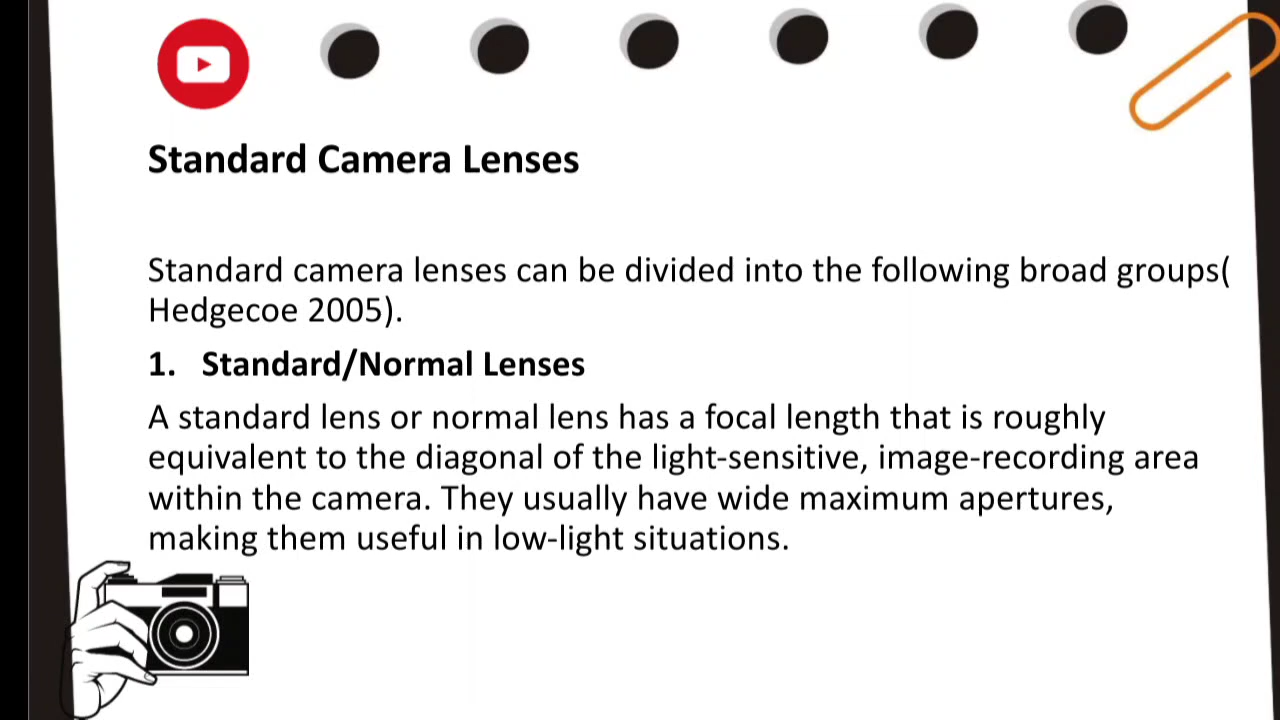 Standard Camera Lenses
Standard camera lenses can be divided into the following broad groups(
Hedgecoe 2005).
1. Standard/Normal Lenses
A standard lens or normal lens has a focal length that is roughly
equivalent to the diagonal of the light-sensitive, image-recording area
within the camera. They usually have wide maximum apertures,
making them useful in low-light situations.